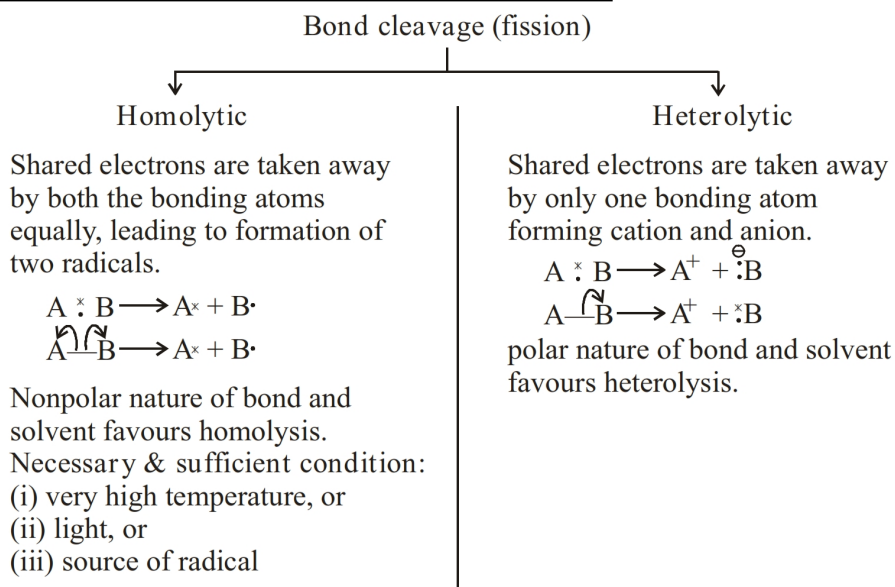 Bond cleavage (fission)
Homolytic
Shared electrons are taken away
by both the bonding atoms
equally, leading to formation of
two radicals.
A ×• B ⟶ A× + B•
A—B ⟶ A× + B•
Nonpolar nature of bond and
solvent favours homolysis.
Necessary & sufficient condition:
(i) very high temperature, or
(ii) light, or
(iii) source of radical
Heterolytic
Shared electrons are taken away
by only one bonding atom
forming cation and anion.
A ×• B ⟶ A⁺ + :B⊖
A—B ⟶ A⁺ + ×•B
polar nature of bond and solvent
favours heterolysis.